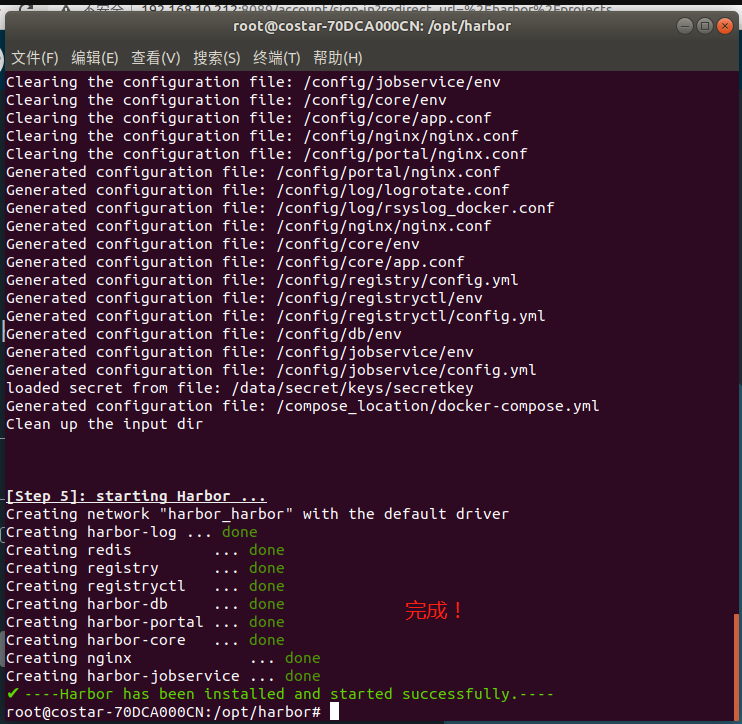 不安全 192.168.10.212:8089/account/sign-in?redirect_url=%2Fharbor%2Fprojects
root@costar-70DCA000CN: /opt/harbor
文件(F) 编辑(E) 查看(V) 搜索(S) 终端(T) 帮助(H)
Clearing the configuration file: /config/jobservice/env
Clearing the configuration file: /config/core/env
Clearing the configuration file: /config/core/app.conf
Clearing the configuration file: /config/nginx/nginx.conf
Clearing the configuration file: /config/portal/nginx.conf
Generated configuration file: /config/portal/nginx.conf
Generated configuration file: /config/log/logrotate.conf
Generated configuration file: /config/log/rsyslog_docker.conf
Generated configuration file: /config/nginx/nginx.conf
Generated configuration file: /config/core/env
Generated configuration file: /config/core/app.conf
Generated configuration file: /config/registry/config.yml
Generated configuration file: /config/registryctl/env
Generated configuration file: /config/registryctl/config.yml
Generated configuration file: /config/db/env
Generated configuration file: /config/jobservice/env
Generated configuration file: /config/jobservice/config.yml
loaded secret from file: /data/secret/keys/secretkey
Generated configuration file: /compose_location/docker-compose.yml
Clean up the input dir
[Step 5]: starting Harbor ...
Creating network "harbor_harbor" with the default driver
Creating harbor-log ... done
Creating redis         ... done
Creating registry      ... done
Creating registryctl   ... done
Creating harbor-db     ... done
Creating harbor-portal ... done
完成！
Creating harbor-core   ... done
Creating nginx             ... done
Creating harbor-jobservice ... done
✔ ----Harbor has been installed and started successfully.----
root@costar-70DCA000CN:/opt/harbor#